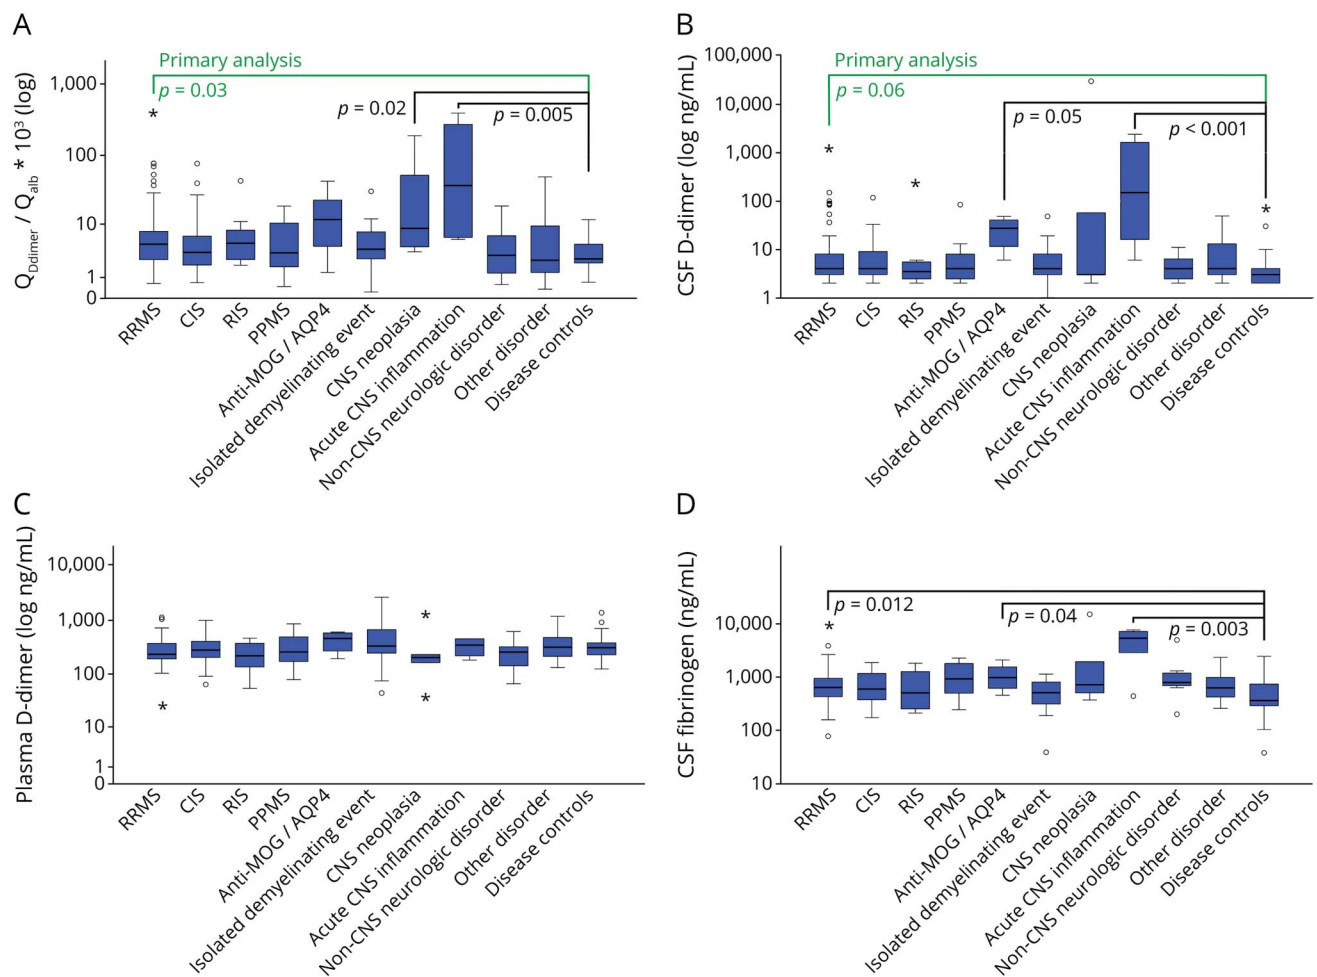 A
Q_Ddimer / Q_alb * 10³ (log)
Primary analysis
p = 0.03
p = 0.02
p = 0.005
1,000
100
10
1
0
*
RRMS
CIS
RIS
PPMS
Anti-MOG / AQP4
Isolated demyelinating event
CNS neoplasia
Acute CNS inflammation
Non-CNS neurologic disorder
Other disorder
Disease controls
B
CSF D-dimer (log ng/mL)
Primary analysis
p = 0.06
p = 0.05
p < 0.001
100,000
10,000
1,000
100
10
1
*
*
*
RRMS
CIS
RIS
PPMS
Anti-MOG / AQP4
Isolated demyelinating event
CNS neoplasia
Acute CNS inflammation
Non-CNS neurologic disorder
Other disorder
Disease controls
C
Plasma D-dimer (log ng/mL)
10,000
1,000
100
10
1
0
*
*
*
RRMS
CIS
RIS
PPMS
Anti-MOG / AQP4
Isolated demyelinating event
CNS neoplasia
Acute CNS inflammation
Non-CNS neurologic disorder
Other disorder
Disease controls
D
CSF fibrinogen (ng/mL)
p = 0.012
p = 0.04
p = 0.003
10,000
1,000
100
10
*
RRMS
CIS
RIS
PPMS
Anti-MOG / AQP4
Isolated demyelinating event
CNS neoplasia
Acute CNS inflammation
Non-CNS neurologic disorder
Other disorder
Disease controls